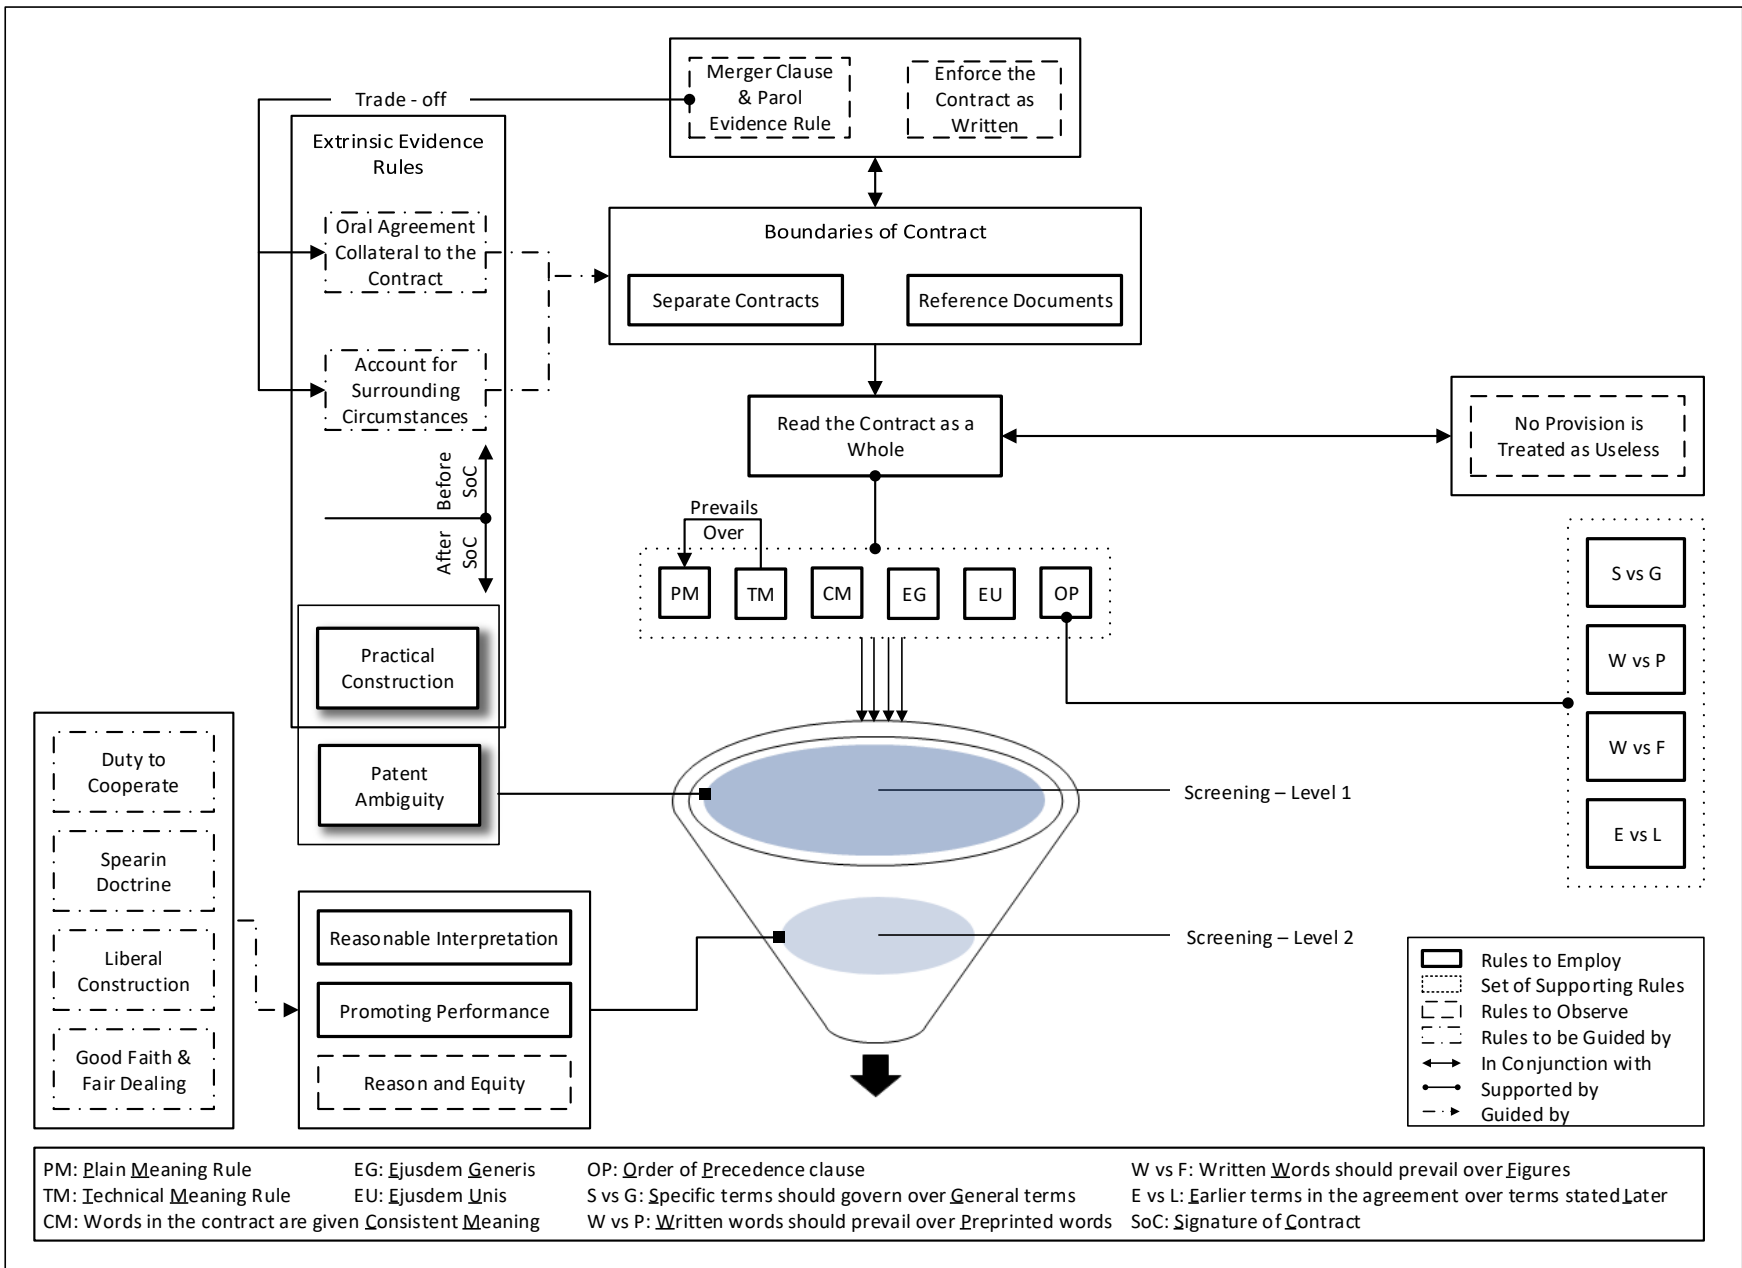 Merger Clause
& Parol
Evidence Rule
Enforce the
Contract as
Written
Trade - off
Extrinsic Evidence
Rules
Oral Agreement
Collateral to the
Contract
Account for
Surrounding
Circumstances
Before
SoC
After
SoC
Boundaries of Contract
Separate Contracts
Reference Documents
Read the Contract as a
Whole
No Provision is
Treated as Useless
Prevails
Over
PM
TM
CM
EG
EU
OP
S vs G
W vs P
W vs F
E vs L
Practical
Construction
Patent
Ambiguity
Screening – Level 1
Duty to
Cooperate
Spearin
Doctrine
Liberal
Construction
Good Faith &
Fair Dealing
Reasonable Interpretation
Promoting Performance
Reason and Equity
Screening – Level 2
Rules to Employ
Set of Supporting Rules
Rules to Observe
Rules to be Guided by
In Conjunction with
Supported by
Guided by
PM: Plain Meaning Rule
TM: Technical Meaning Rule
CM: Words in the contract are given Consistent Meaning
EG: Ejusdem Generis
EU: Ejusdem Unis
OP: Order of Precedence clause
S vs G: Specific terms should govern over General terms
W vs P: Written words should prevail over Preprinted words
W vs F: Written Words should prevail over Figures
E vs L: Earlier terms in the agreement over terms stated Later
SoC: Signature of Contract